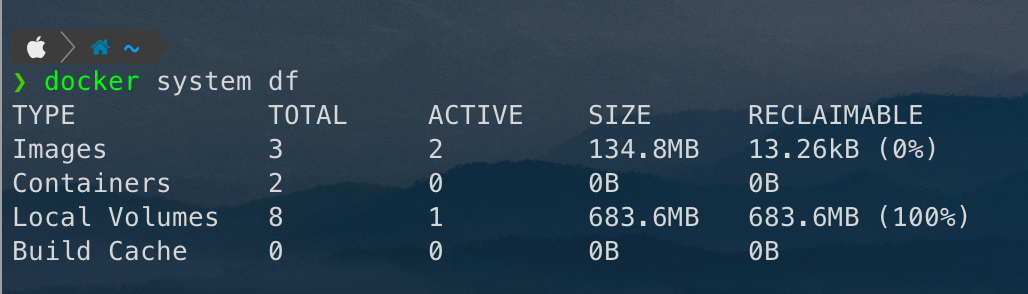 ~
❯ docker system df
TYPE TOTAL ACTIVE SIZE RECLAIMABLE
Images 3 2 134.8MB 13.26kB (0%)
Containers 2 0 0B 0B
Local Volumes 8 1 683.6MB 683.6MB (100%)
Build Cache 0 0 0B 0B